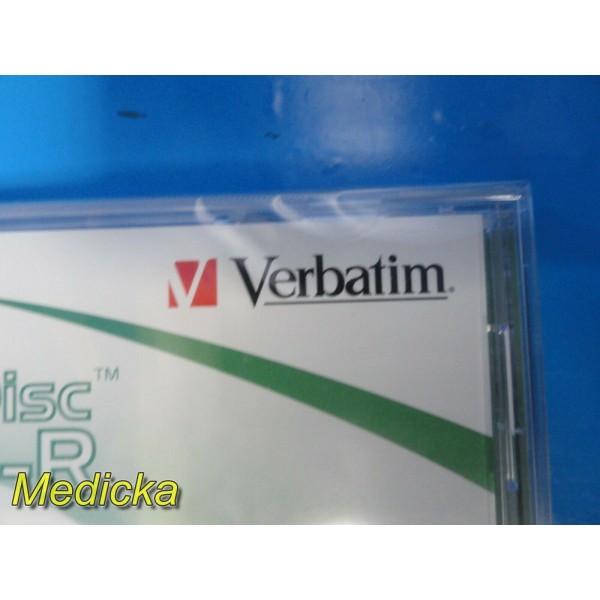 Verbatim.
isc™
-R
Medicka